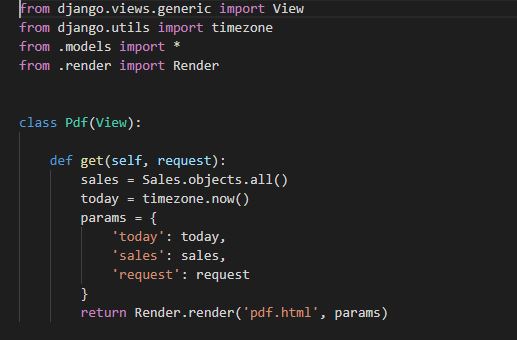 from django.views.generic import View
from django.utils import timezone
from .models import *
from .render import Render
class Pdf(View):
    def get(self, request):
        sales = Sales.objects.all()
        today = timezone.now()
        params = {
            'today': today,
            'sales': sales,
            'request': request
        }
        return Render.render('pdf.html', params)